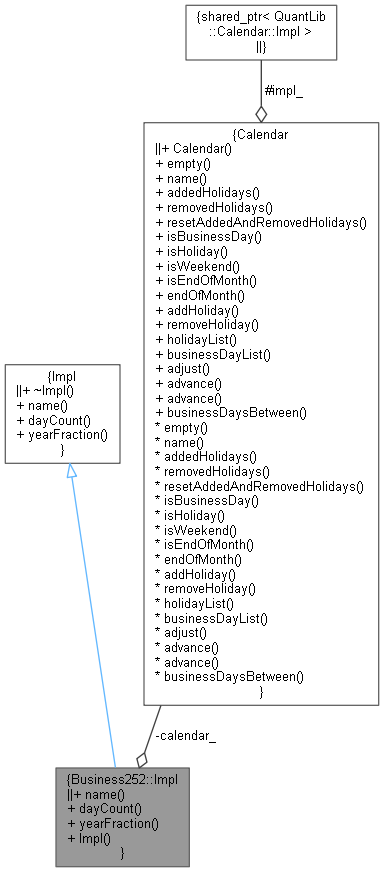 {shared_ptr< QuantLib
::Calendar::Impl >
||}
#impl_
{Calendar
||+ Calendar()
+ empty()
+ name()
+ addedHolidays()
+ removedHolidays()
+ resetAddedAndRemovedHolidays()
+ isBusinessDay()
+ isHoliday()
+ isWeekend()
+ isEndOfMonth()
+ endOfMonth()
+ addHoliday()
+ removeHoliday()
+ holidayList()
+ businessDayList()
+ adjust()
+ advance()
+ advance()
+ businessDaysBetween()
* empty()
* name()
* addedHolidays()
* removedHolidays()
* resetAddedAndRemovedHolidays()
* isBusinessDay()
* isHoliday()
* isWeekend()
* isEndOfMonth()
* endOfMonth()
* addHoliday()
* removeHoliday()
* holidayList()
* businessDayList()
* adjust()
* advance()
* advance()
* businessDaysBetween()
}
{Impl
||+ ~Impl()
+ name()
+ dayCount()
+ yearFraction()
}
-calendar_
{Business252::Impl
||+ name()
+ dayCount()
+ yearFraction()
+ Impl()
}